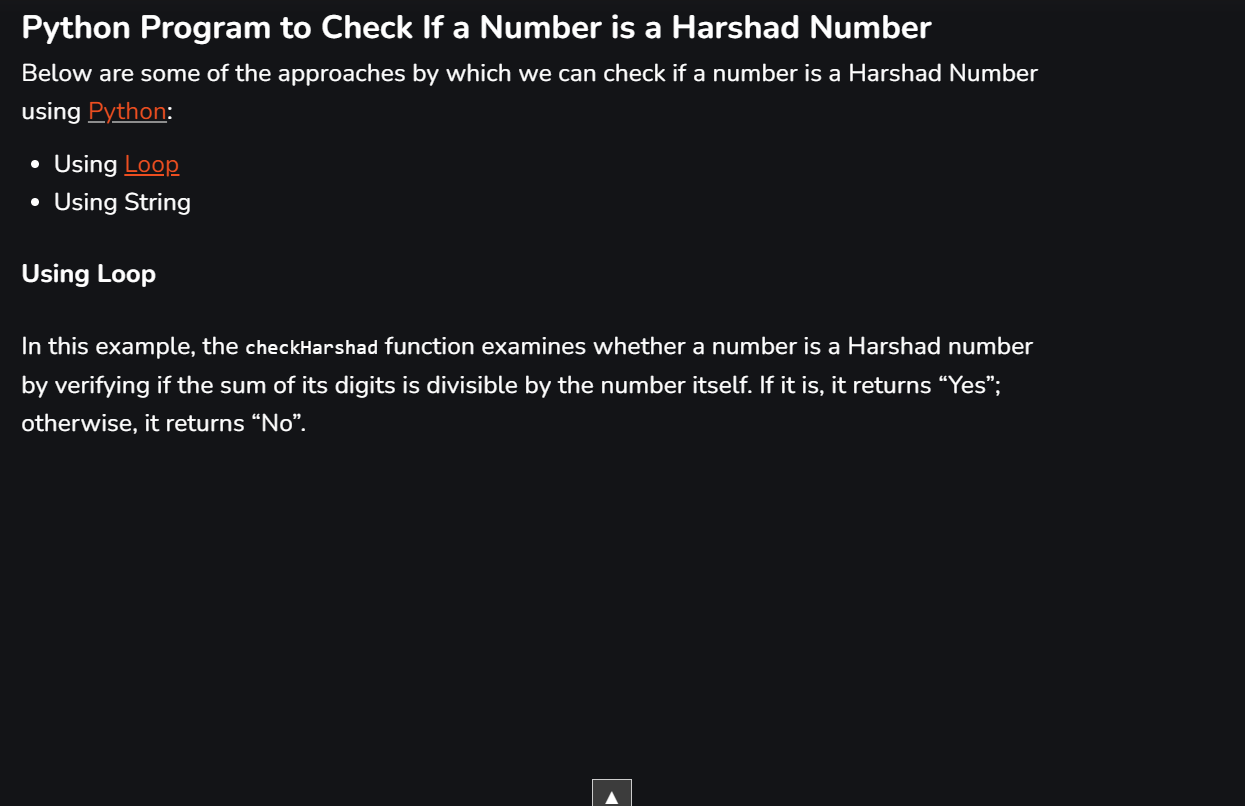 Python Program to Check If a Number is a Harshad Number
Below are some of the approaches by which we can check if a number is a Harshad Number
using Python:
• Using Loop
• Using String
Using Loop
In this example, the checkHarshad function examines whether a number is a Harshad number
by verifying if the sum of its digits is divisible by the number itself. If it is, it returns “Yes”;
otherwise, it returns “No”.